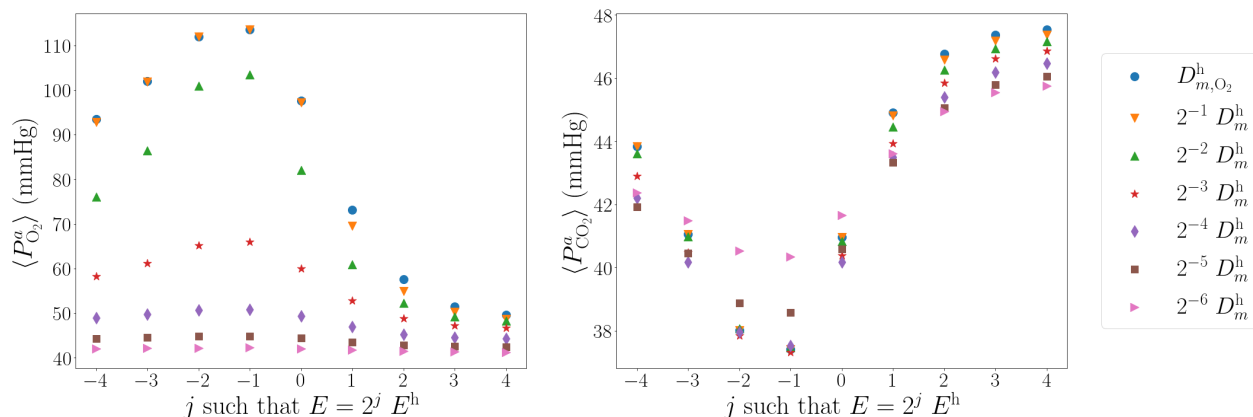 ⟨P^a_{O₂}⟩ (mmHg)
110
100
90
80
70
60
50
40
−4 −3 −2 −1 0 1 2 3 4
j such that E = 2^j E^h
⟨P^a_{CO₂}⟩ (mmHg)
48
46
44
42
40
38
−4 −3 −2 −1 0 1 2 3 4
j such that E = 2^j E^h
D^h_{m,O₂}
2^{−1} D^h_m
2^{−2} D^h_m
2^{−3} D^h_m
2^{−4} D^h_m
2^{−5} D^h_m
2^{−6} D^h_m